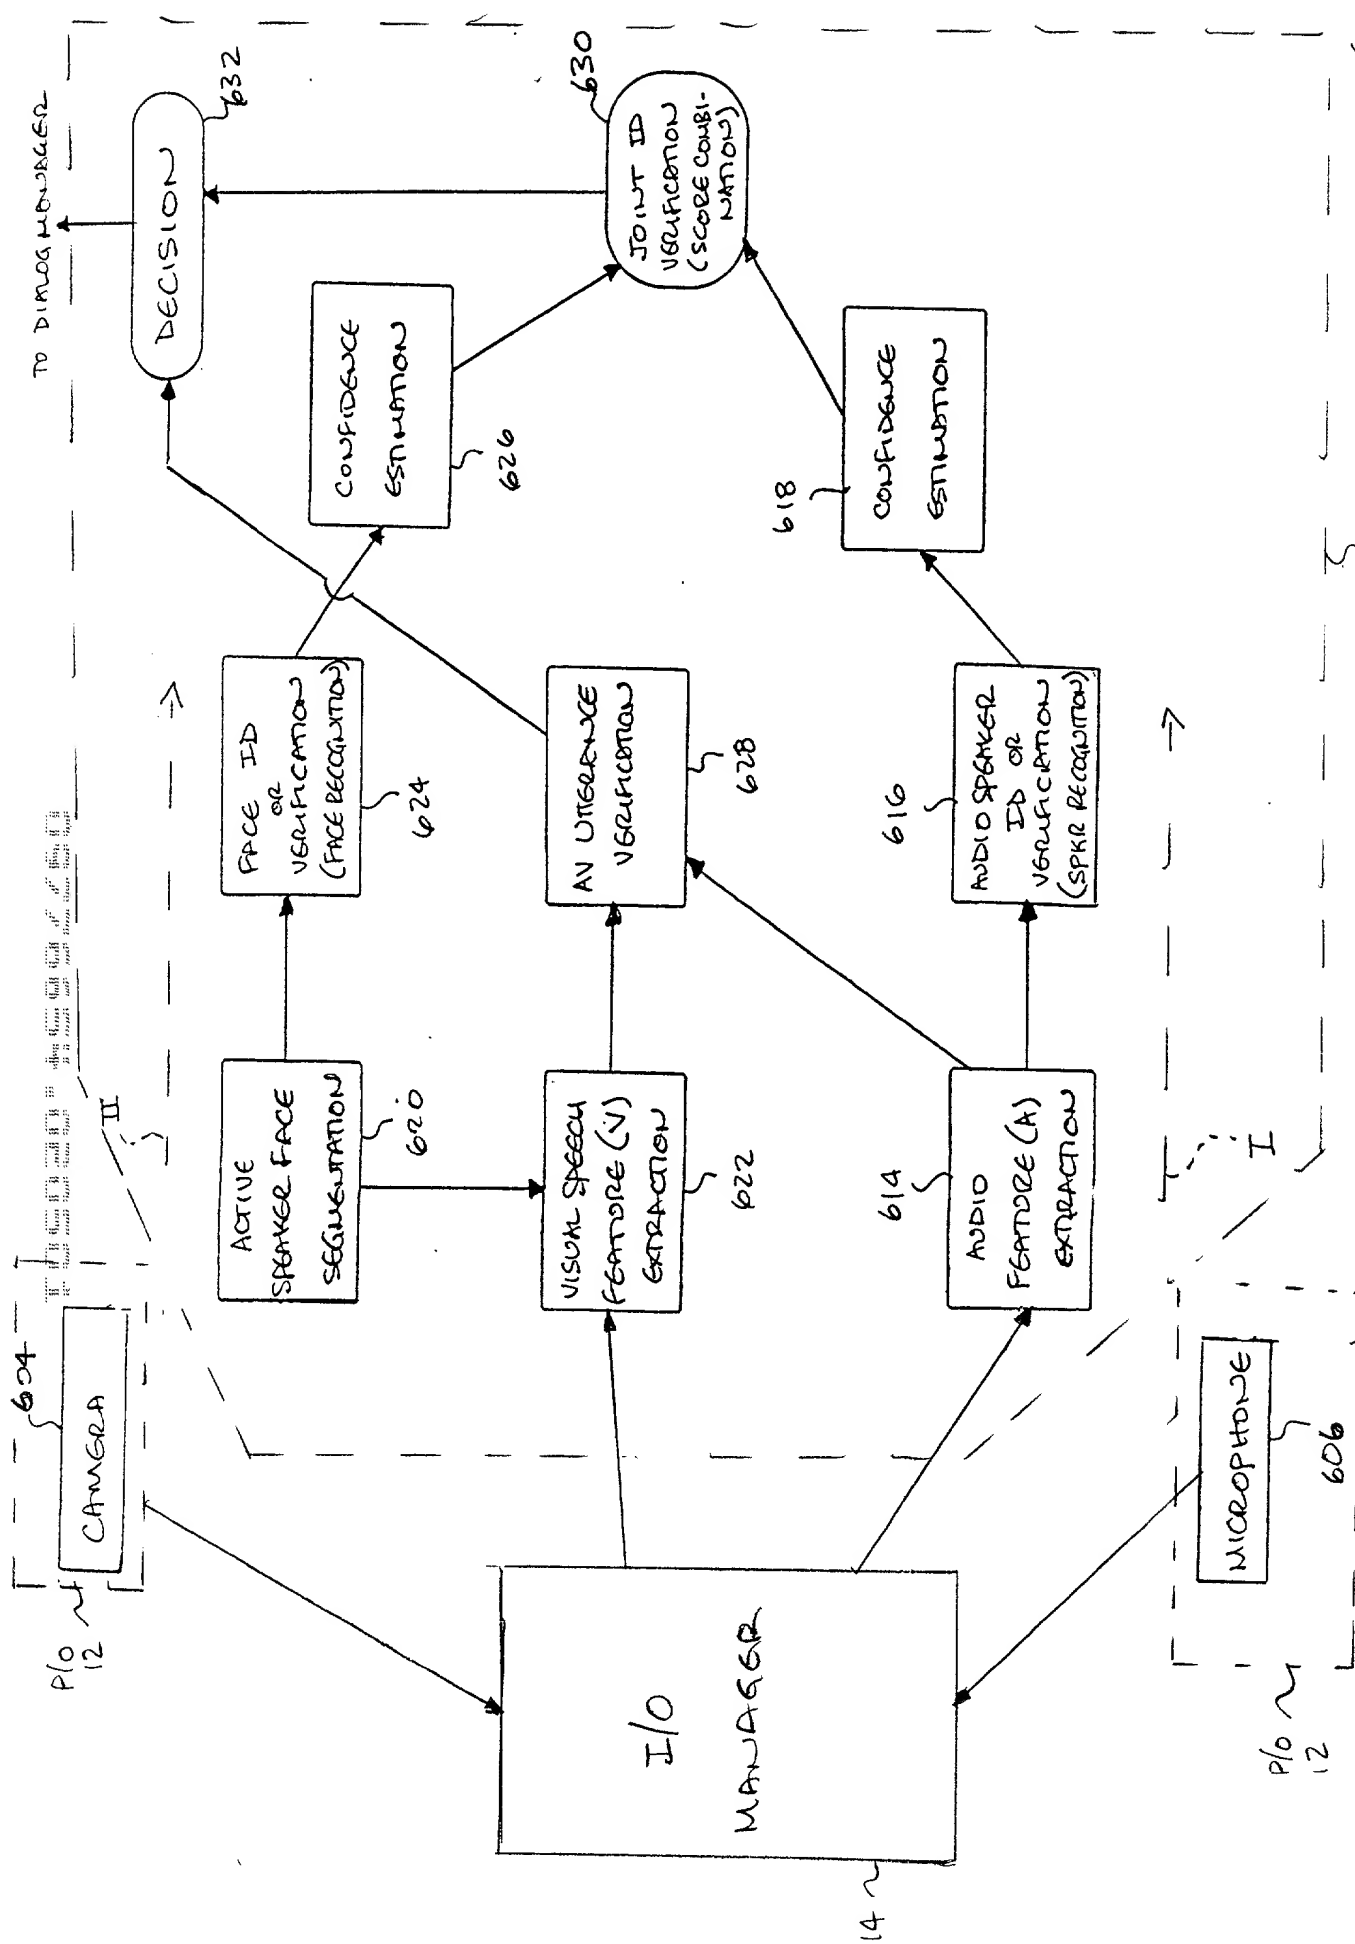 TO DIALOG MANAGER
DECISION
632
CONFIDENCE
ESTIMATION
626
JOINT ID
VERIFICATION
(SCORE COMBI-
NATION)
630
FACE ID
OR
VERIFICATION
(FACE RECOGNITION)
624
AV UTTERANCE
VERIFICATION
628
618
CONFIDENCE
ESTIMATION
616
AUDIO SPEAKER
ID OR
VERIFICATION
(SPKR RECOGNITION)
II
ACTIVE
SPEAKER FACE
SEGMENTATION
620
VISUAL SPEECH
FEATURE (V)
EXTRACTION
622
614
AUDIO
FEATURE (A)
EXTRACTION
I
604
CAMERA
P/O
12
I/O
MANAGER
14
MICROPHONE
606
P/O
12